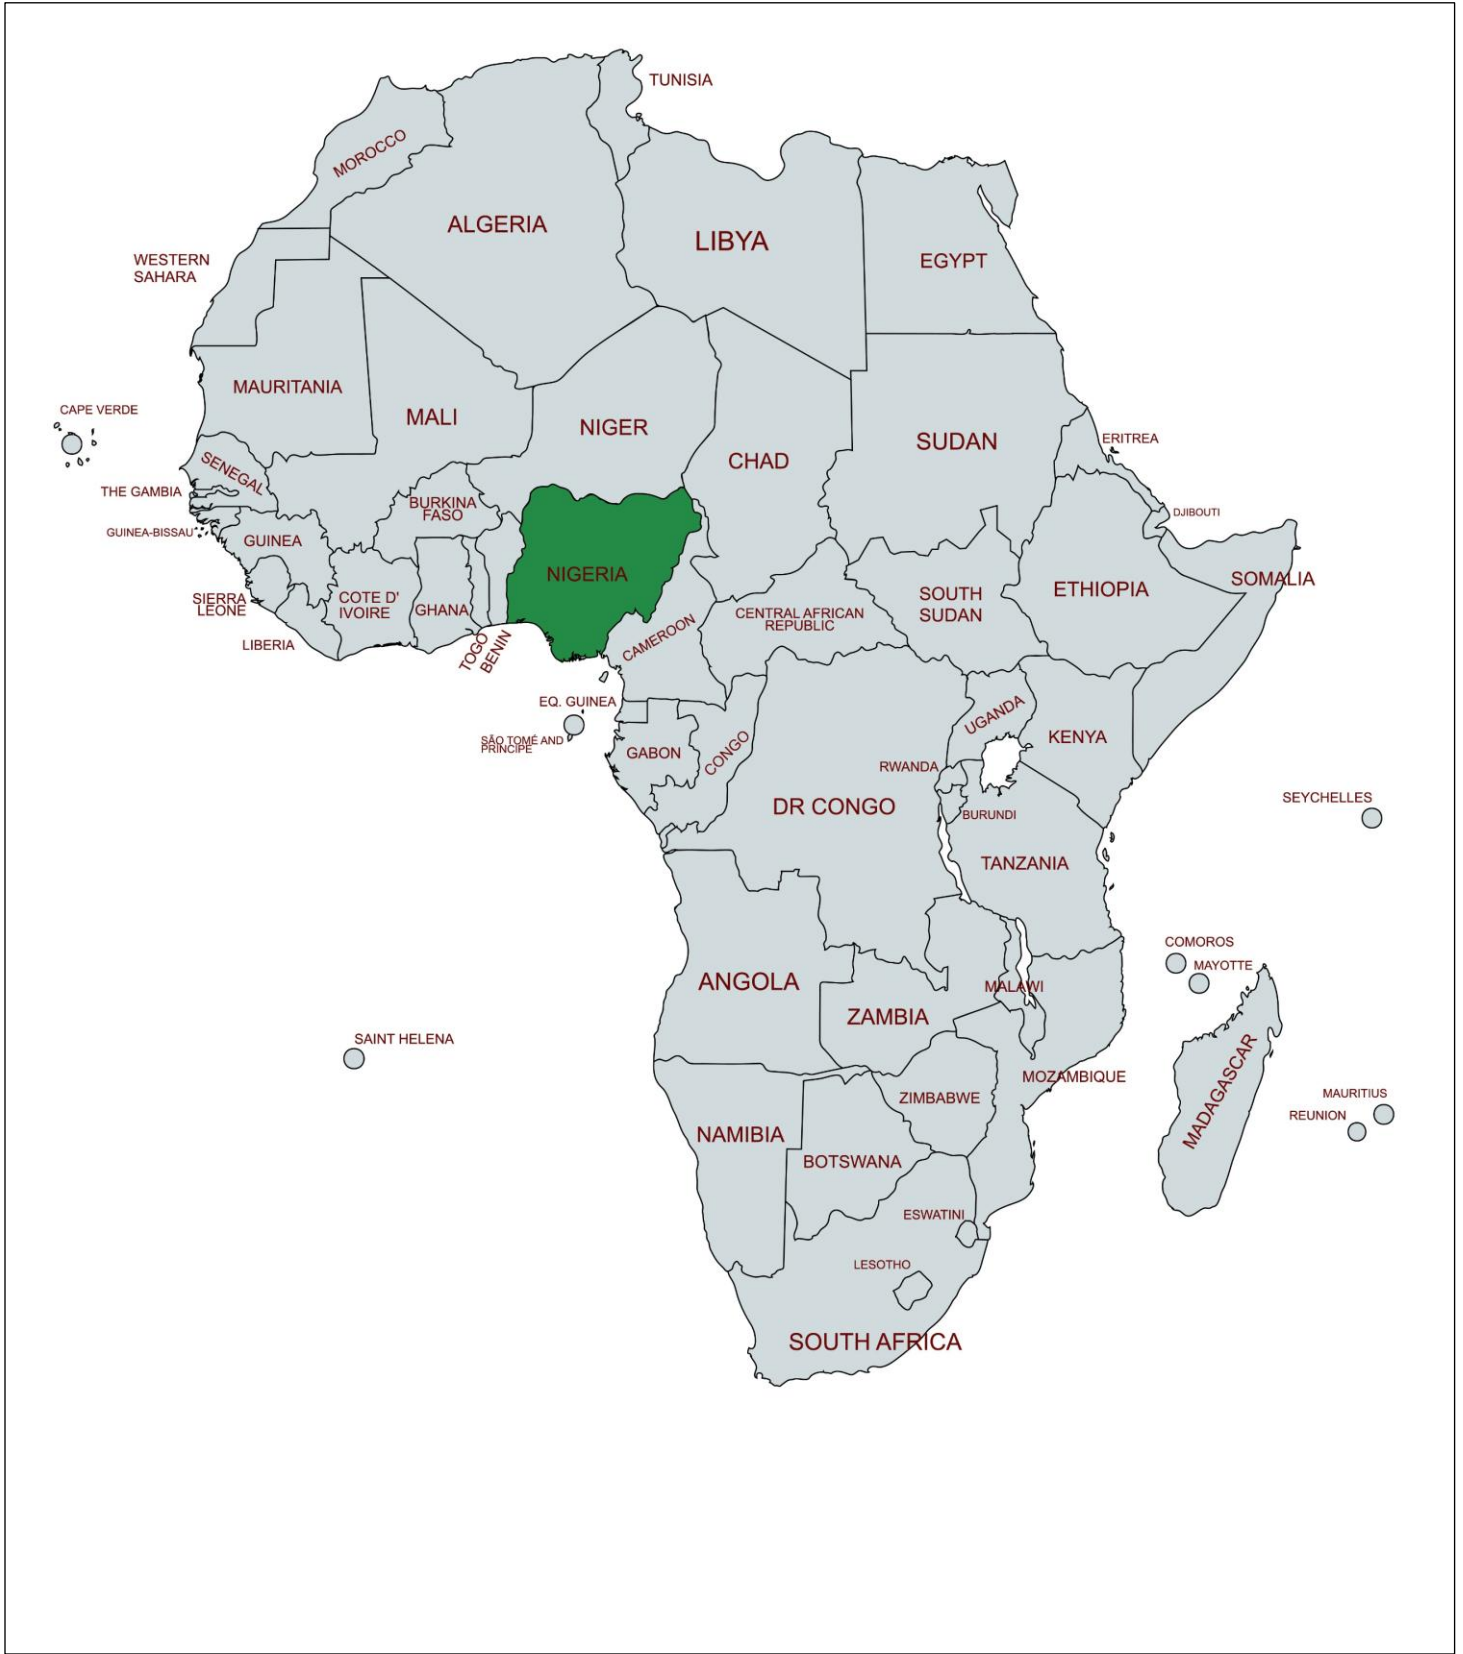 TUNISIA
MOROCCO
ALGERIA
LIBYA
EGYPT
WESTERN
SAHARA
MAURITANIA
MALI
NIGER
CHAD
SUDAN
ERITREA
CAPE VERDE
SENEGAL
THE GAMBIA
BURKINA
FASO
DJIBOUTI
GUINEA-BISSAU
GUINEA
NIGERIA
ETHIOPIA
SOMALIA
SIERRA
LEONE
COTE D'
IVOIRE
GHANA
SOUTH
SUDAN
CENTRAL AFRICAN
REPUBLIC
LIBERIA
TOGO
BENIN
CAMEROON
EQ. GUINEA
SÃO TOMÉ AND
PRINCIPE
GABON
CONGO
UGANDA
KENYA
RWANDA
DR CONGO
BURUNDI
SEYCHELLES
TANZANIA
COMOROS
MAYOTTE
ANGOLA
MALAWI
ZAMBIA
SAINT HELENA
MOZAMBIQUE
MADAGASCAR
ZIMBABWE
MAURITIUS
REUNION
NAMIBIA
BOTSWANA
ESWATINI
LESOTHO
SOUTH AFRICA